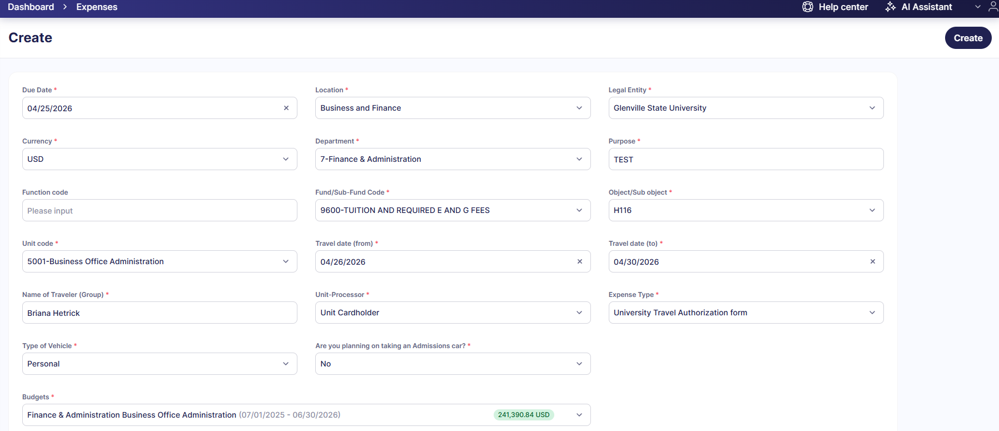 Dashboard > Expenses Help center AI Assistant
Create Create
Due Date * Location * Legal Entity *
04/25/2026 Business and Finance Glenville State University
Currency * Department * Purpose *
USD 7-Finance & Administration TEST
Function code Fund/Sub-Fund Code * Object/Sub object *
Please input 9600-TUITION AND REQUIRED E AND G FEES H116
Unit code * Travel date (from) * Travel date (to) *
5001-Business Office Administration 04/26/2026 04/30/2026
Name of Traveler (Group) * Unit-Processor * Expense Type *
Briana Hetrick Unit Cardholder University Travel Authorization form
Type of Vehicle * Are you planning on taking an Admissions car? *
Personal No
Budgets *
Finance & Administration Business Office Administration (07/01/2025 - 06/30/2026) 241,390.84 USD